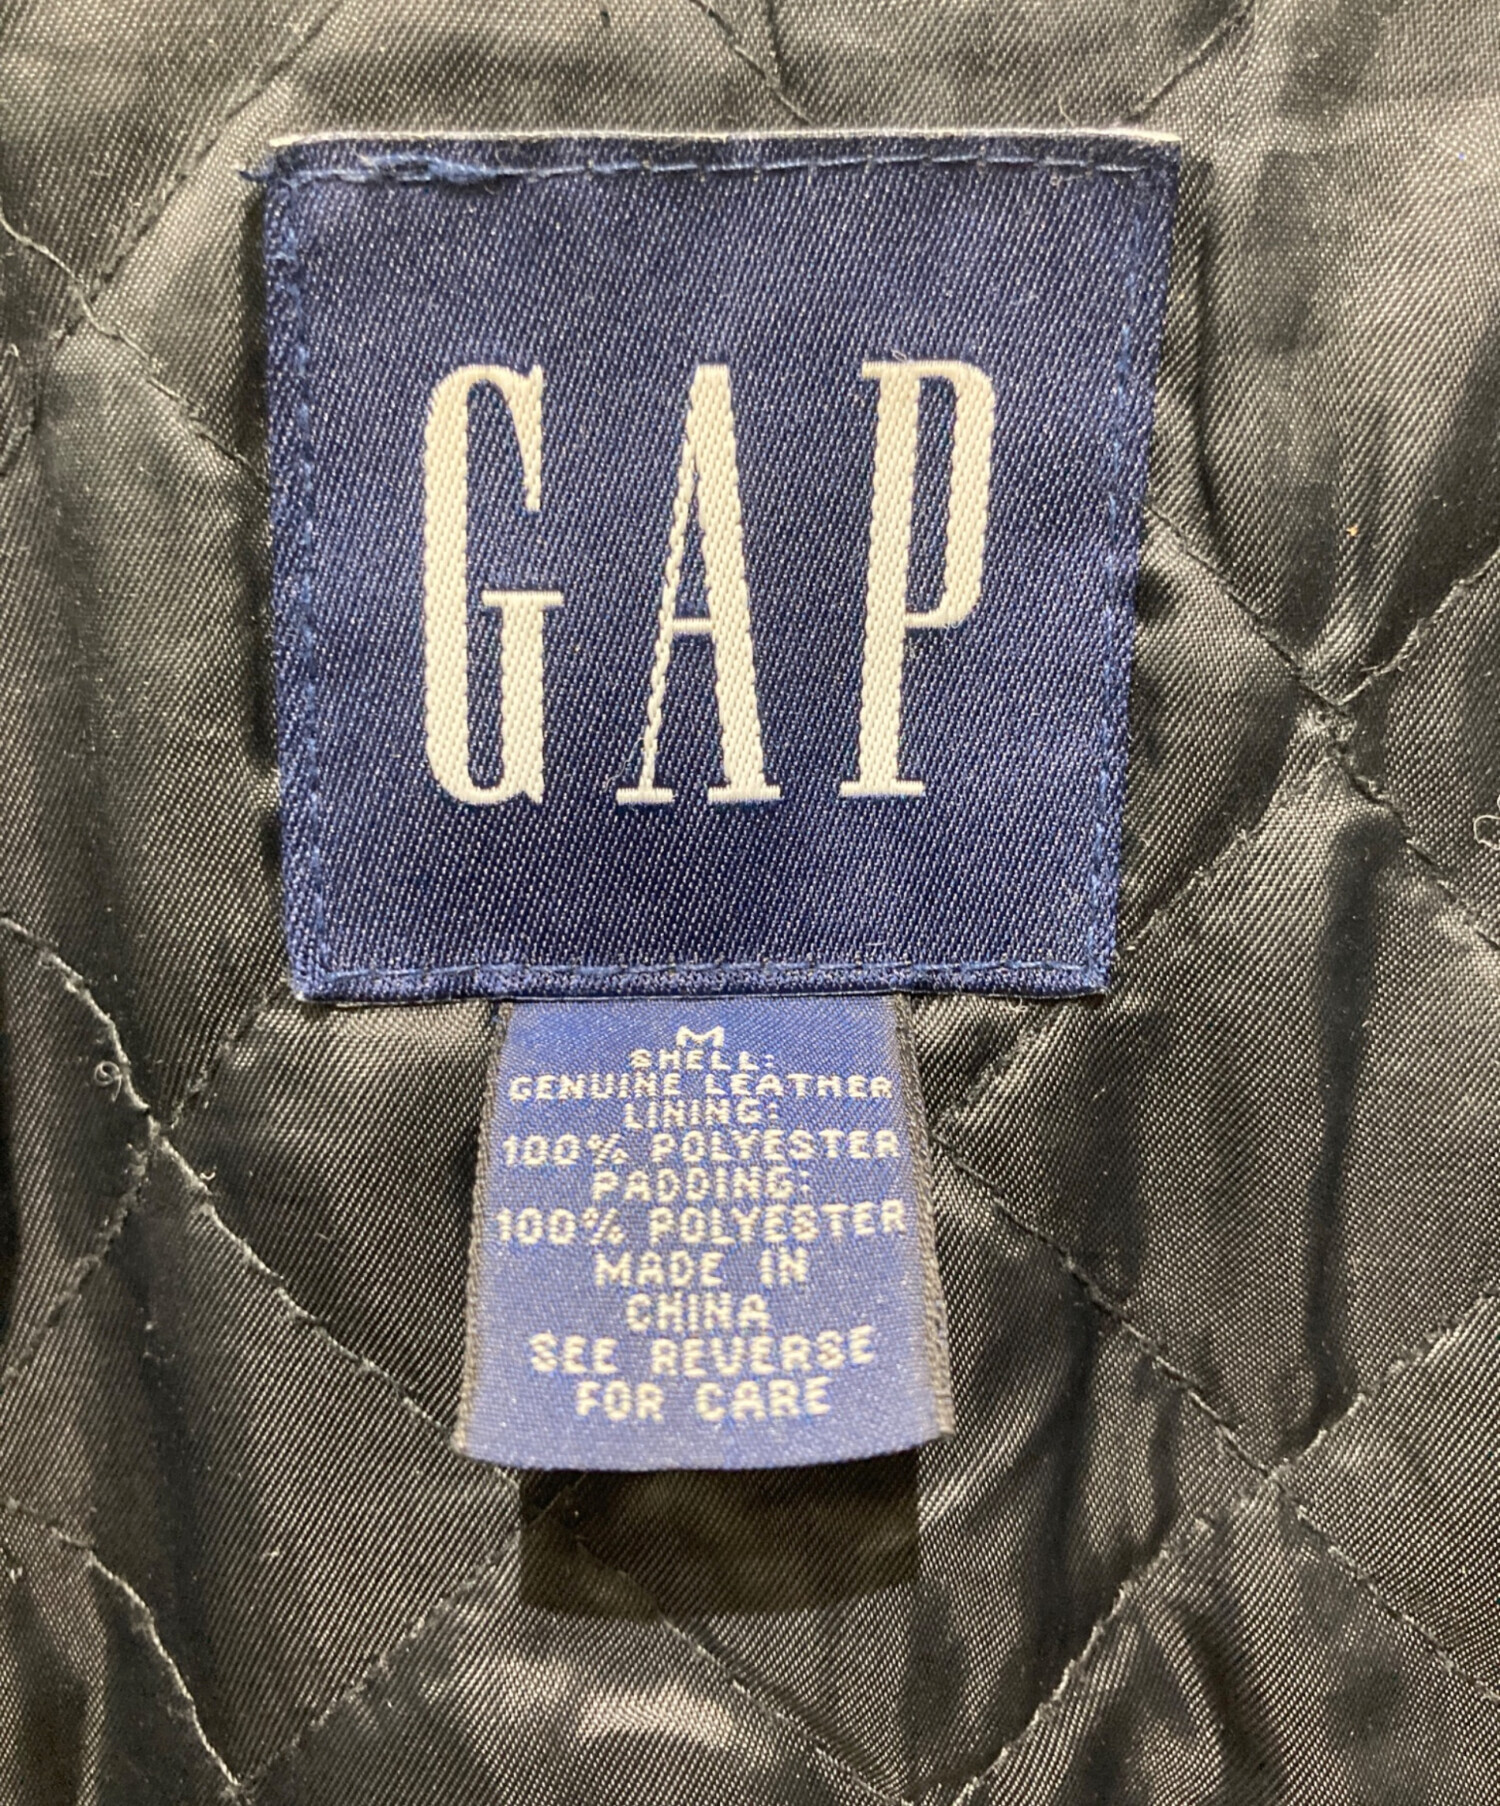 GAP
M
SHELL:
GENUINE LEATHER
LINING:
100% POLYESTER
PADDING:
100% POLYESTER
MADE IN
CHINA
SEE REVERSE
FOR CARE